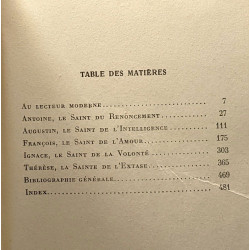 TABLE DES MATIÈRES
AU LECTEUR MODERNE 7
ANTOINE, LE SAINT DU RENONCEMENT 27
AUGUSTIN, LE SAINT DE L'INTELLIGENCE 111
FRANÇOIS, LE SAINT DE L'AMOUR 175
IGNACE, LE SAINT DE LA VOLONTÉ 303
THÉRÈSE, LA SAINTE DE L'EXTASE 365
BIBLIOGRAPHIE GÉNÉRALE 469
INDEX 481